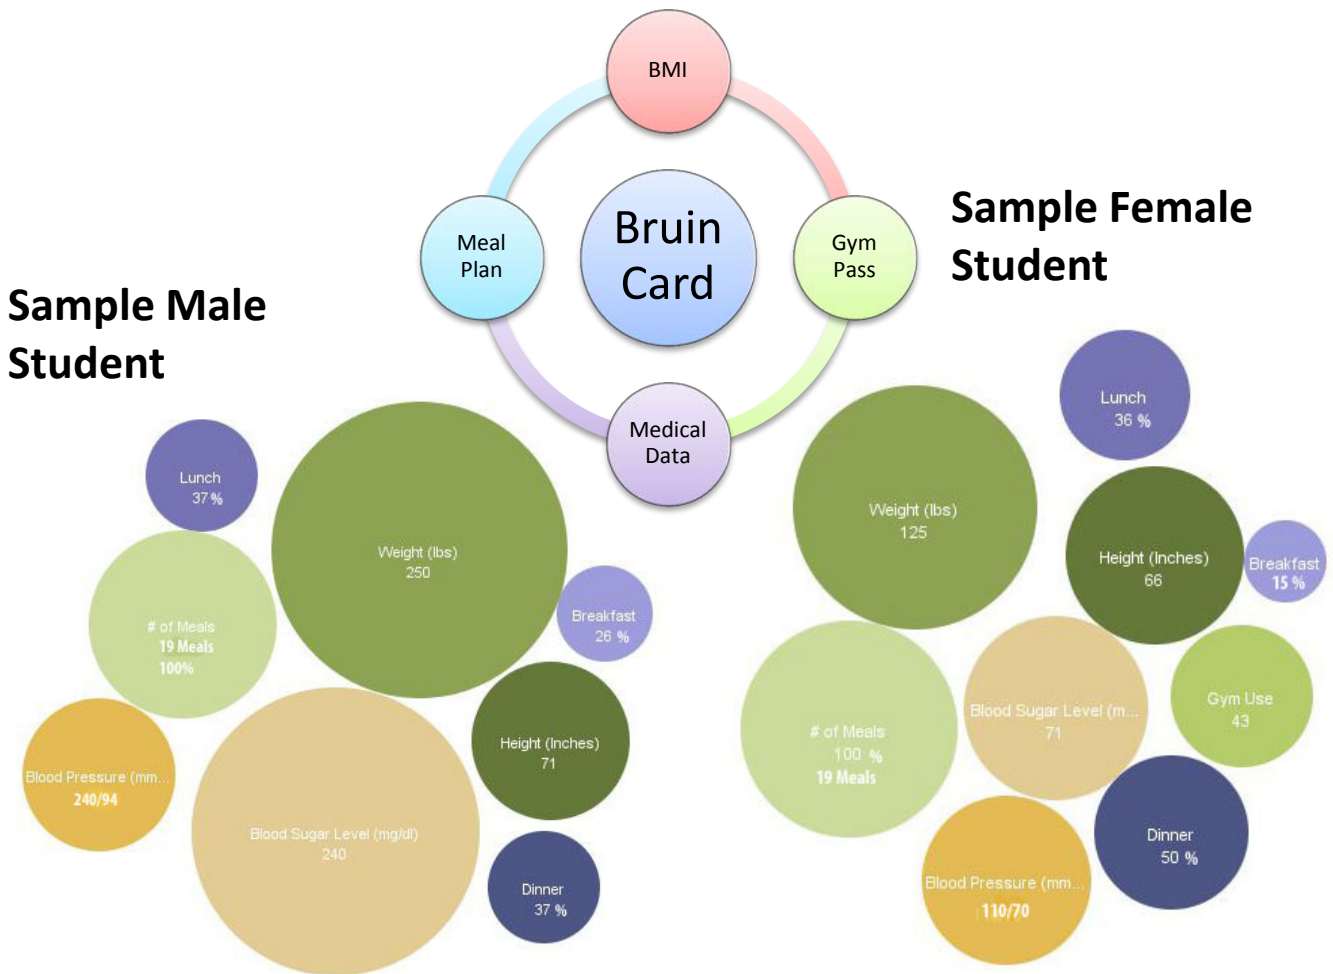 BMI
Meal
Plan
Bruin
Card
Gym
Pass
Medical
Data
Sample Male
Student
Lunch
37 %
Weight (lbs)
250
# of Meals
19 Meals
100%
Breakfast
26 %
Height (Inches)
71
Blood Pressure (mm...
240/94
Blood Sugar Level (mg/dl)
240
Dinner
37 %
Sample Female
Student
Lunch
36 %
Weight (lbs)
125
Height (Inches)
66
Breakfast
15 %
Blood Sugar Level (m...
71
Gym Use
43
# of Meals
100 %
19 Meals
Dinner
50 %
Blood Pressure (mm...
110/70